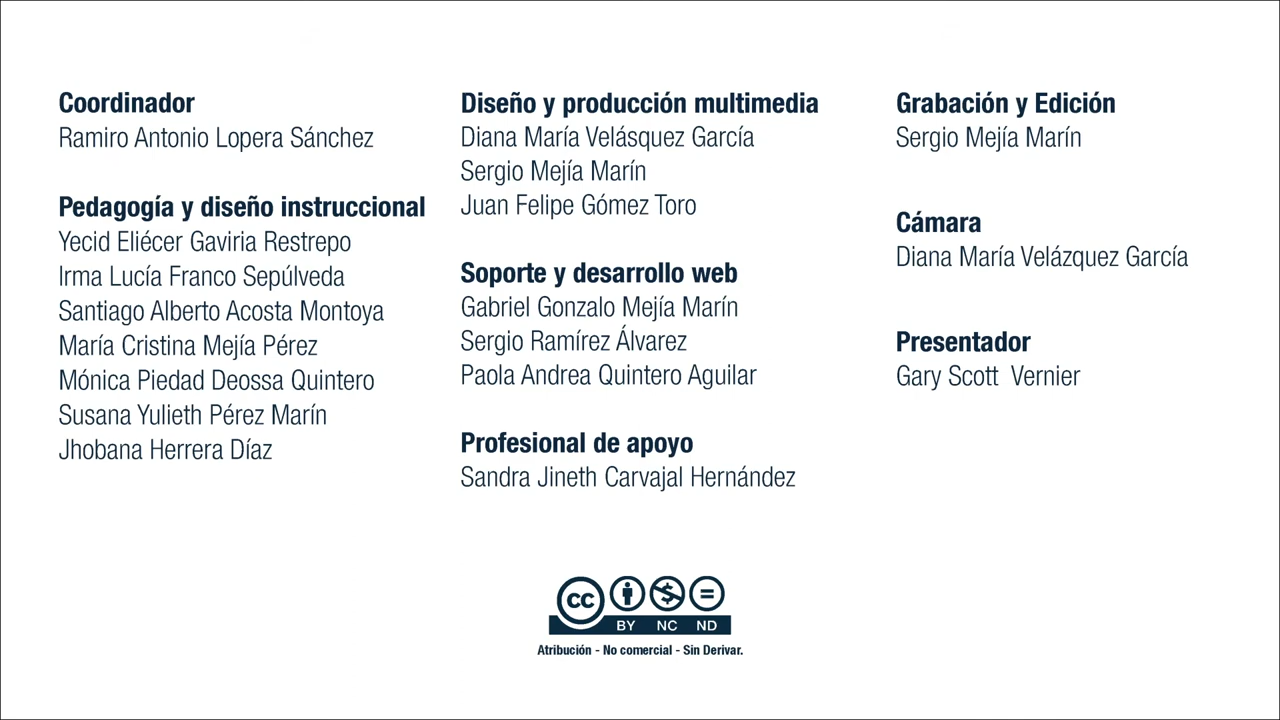 Coordinador
Ramiro Antonio Lopera Sánchez
Pedagogía y diseño instruccional
Yecid Eliécer Gaviria Restrepo
Irma Lucía Franco Sepúlveda
Santiago Alberto Acosta Montoya
María Cristina Mejía Pérez
Mónica Piedad Deossa Quintero
Susana Yulieth Pérez Marín
Jhobana Herrera Díaz
Diseño y producción multimedia
Diana María Velásquez García
Sergio Mejía Marín
Juan Felipe Gómez Toro
Soporte y desarrollo web
Gabriel Gonzalo Mejía Marín
Sergio Ramírez Álvarez
Paola Andrea Quintero Aguilar
Profesional de apoyo
Sandra Jineth Carvajal Hernández
Grabación y Edición
Sergio Mejía Marín
Cámara
Diana María Velázquez García
Presentador
Gary Scott Vernier
cc
BY NC ND
Atribución - No comercial - Sin Derivar.